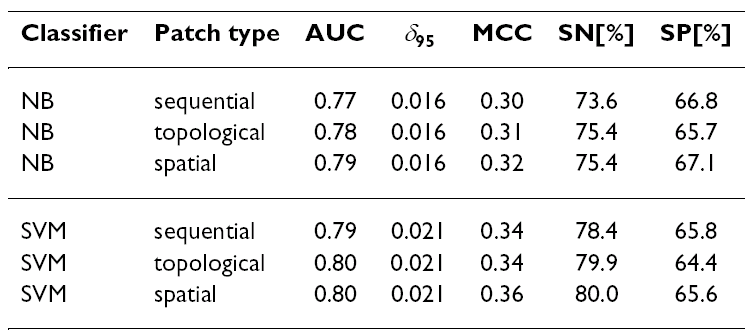 Classifier Patch type AUC δ95 MCC SN[%] SP[%]
NB sequential 0.77 0.016 0.30 73.6 66.8
NB topological 0.78 0.016 0.31 75.4 65.7
NB spatial 0.79 0.016 0.32 75.4 67.1
SVM sequential 0.79 0.021 0.34 78.4 65.8
SVM topological 0.80 0.021 0.34 79.9 64.4
SVM spatial 0.80 0.021 0.36 80.0 65.6